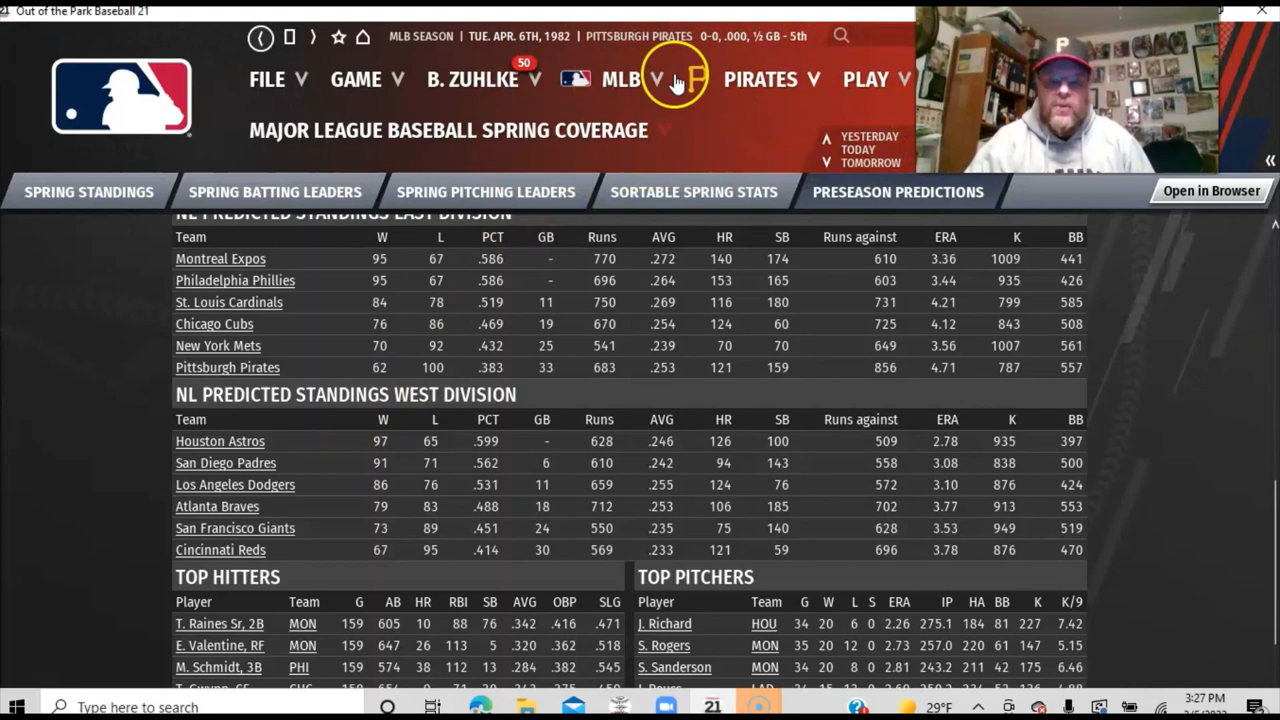 21 Out of the Park Baseball 21
MLB SEASON | TUE. APR. 6TH, 1982 | PITTSBURGH PIRATES 0-0, .000, ½ GB - 5th
FILE GAME B. ZUHLKE 50 MLB P PIRATES PLAY
MAJOR LEAGUE BASEBALL SPRING COVERAGE
YESTERDAY
TODAY
TOMORROW
SPRING STANDINGS SPRING BATTING LEADERS SPRING PITCHING LEADERS SORTABLE SPRING STATS PRESEASON PREDICTIONS Open in Browser
NL PREDICTED STANDINGS EAST DIVISION
Team W L PCT GB Runs AVG HR SB Runs against ERA K BB
Montreal Expos 95 67 .586 - 770 .272 140 174 610 3.36 1009 441
Philadelphia Phillies 95 67 .586 - 696 .264 153 165 603 3.44 935 426
St. Louis Cardinals 84 78 .519 11 750 .269 116 180 731 4.21 799 585
Chicago Cubs 76 86 .469 19 670 .254 124 60 725 4.12 843 508
New York Mets 70 92 .432 25 541 .239 70 70 649 3.56 1007 561
Pittsburgh Pirates 62 100 .383 33 683 .253 121 159 856 4.71 787 557
NL PREDICTED STANDINGS WEST DIVISION
Team W L PCT GB Runs AVG HR SB Runs against ERA K BB
Houston Astros 97 65 .599 - 628 .246 126 100 509 2.78 935 397
San Diego Padres 91 71 .562 6 610 .242 94 143 558 3.08 838 500
Los Angeles Dodgers 86 76 .531 11 659 .255 124 76 572 3.10 876 424
Atlanta Braves 79 83 .488 18 712 .253 106 185 702 3.77 913 553
San Francisco Giants 73 89 .451 24 550 .235 75 140 628 3.53 949 519
Cincinnati Reds 67 95 .414 30 569 .233 121 59 696 3.78 876 470
TOP HITTERS TOP PITCHERS
Player Team G AB HR RBI SB AVG OBP SLG Player Team G W L S ERA IP HA BB K K/9
T. Raines Sr, 2B MON 159 605 10 88 76 .342 .416 .471 J. Richard HOU 34 20 6 0 2.26 275.1 184 81 227 7.42
E. Valentine, RF MON 159 647 26 113 5 .320 .362 .518 S. Rogers MON 35 20 12 0 2.73 257.0 220 61 147 5.15
M. Schmidt, 3B PHI 159 574 38 112 13 .284 .382 .545 S. Sanderson MON 34 20 8 0 2.81 243.2 211 42 175 6.46
Type here to search 21 29°F 3:27 PM